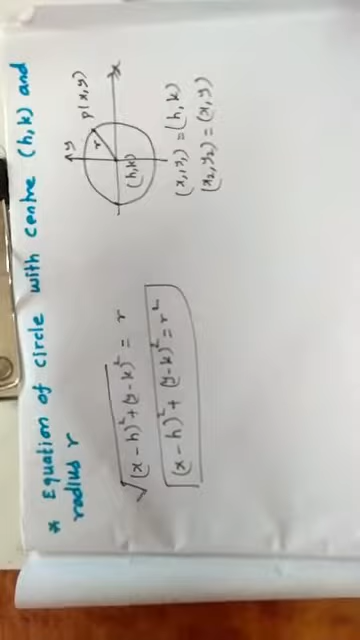 * Equation of circle with centre (h,k) and
radius r
y
P(x,y)
r
x
(h,k)
(x₁,y₁) = (h,k)
(x₂,y₂) = (x,y)
√(x-h)² + (y-k)² = r
(x-h)² + (y-k)² = r²